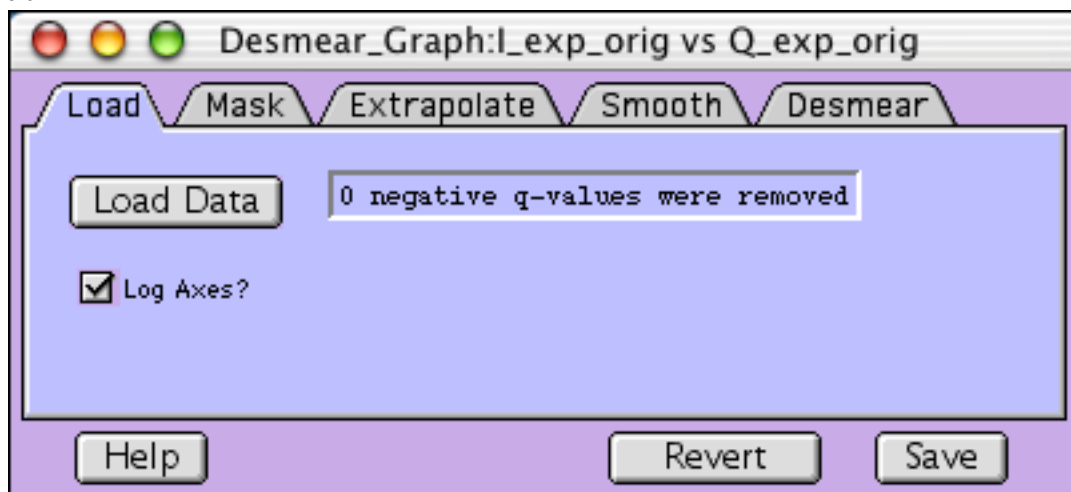 Desmear_Graph:I_exp_orig vs Q_exp_orig
Load Mask Extrapolate Smooth Desmear
Load Data 0 negative q-values were removed
Log Axes?
Help Revert Save